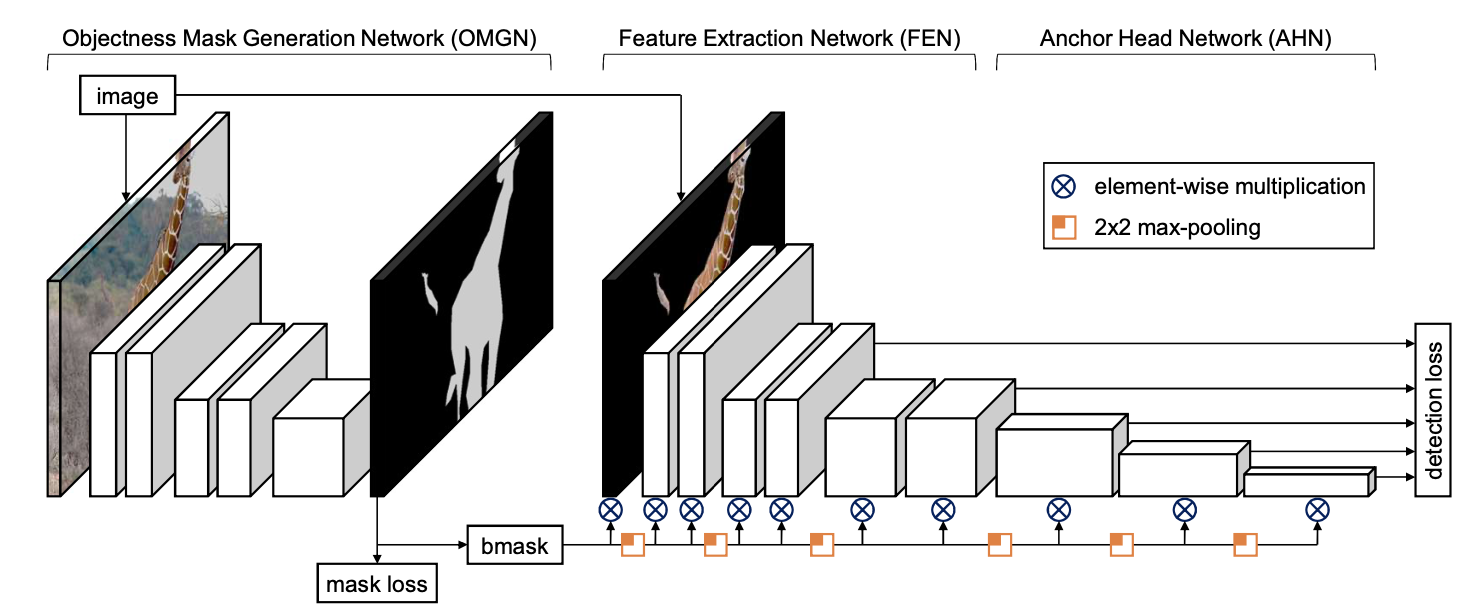 Objectness Mask Generation Network (OMGN)
Feature Extraction Network (FEN)
Anchor Head Network (AHN)
image
element-wise multiplication
2x2 max-pooling
detection loss
bmask
mask loss